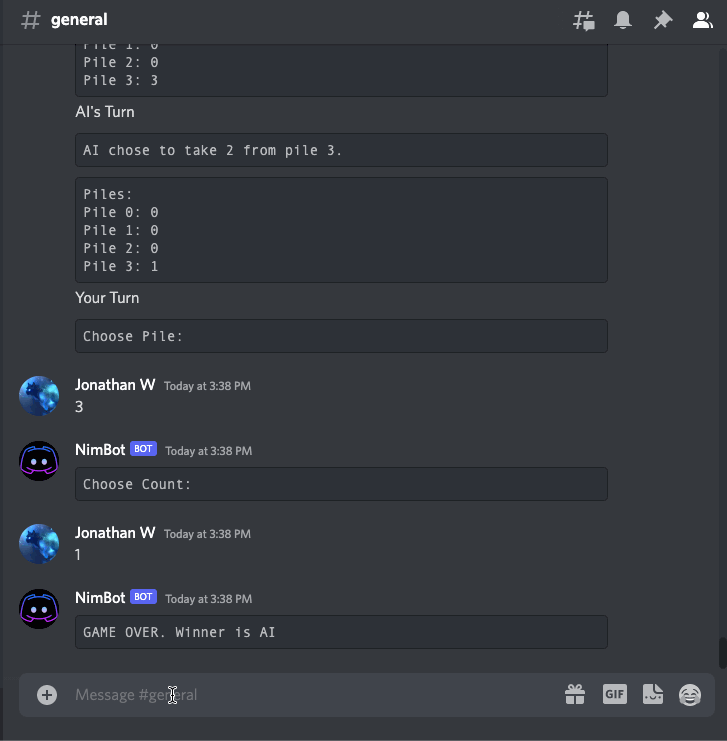 # general
Pile 1: 0
Pile 2: 0
Pile 3: 3
AI's Turn
AI chose to take 2 from pile 3.
Piles:
Pile 0: 0
Pile 1: 0
Pile 2: 0
Pile 3: 1
Your Turn
Choose Pile:
Jonathan W Today at 3:38 PM
3
NimBot BOT Today at 3:38 PM
Choose Count:
Jonathan W Today at 3:38 PM
1
NimBot BOT Today at 3:38 PM
GAME OVER. Winner is AI
Message #general
GIF